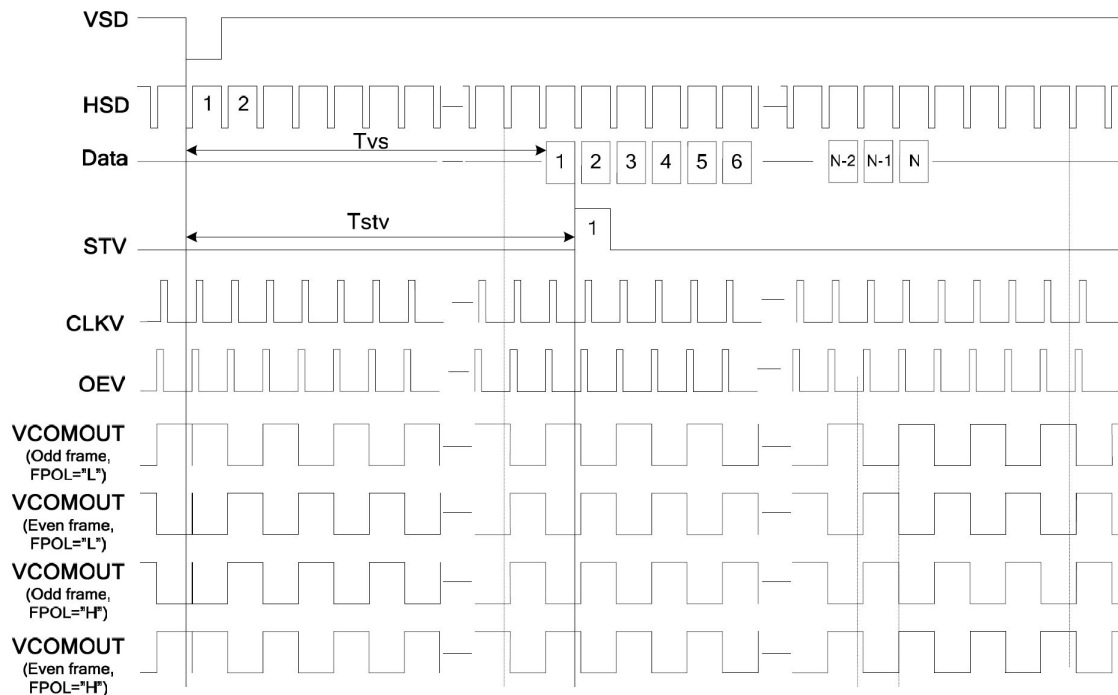 VSD
HSD
1 2
Tvs
Data
1 2 3 4 5 6 N-2 N-1 N
Tstv
STV
1
CLKV
OEV
VCOMOUT
(Odd frame,
FPOL="L")
VCOMOUT
(Even frame,
FPOL="L")
VCOMOUT
(Odd frame,
FPOL="H")
VCOMOUT
(Even frame,
FPOL="H")